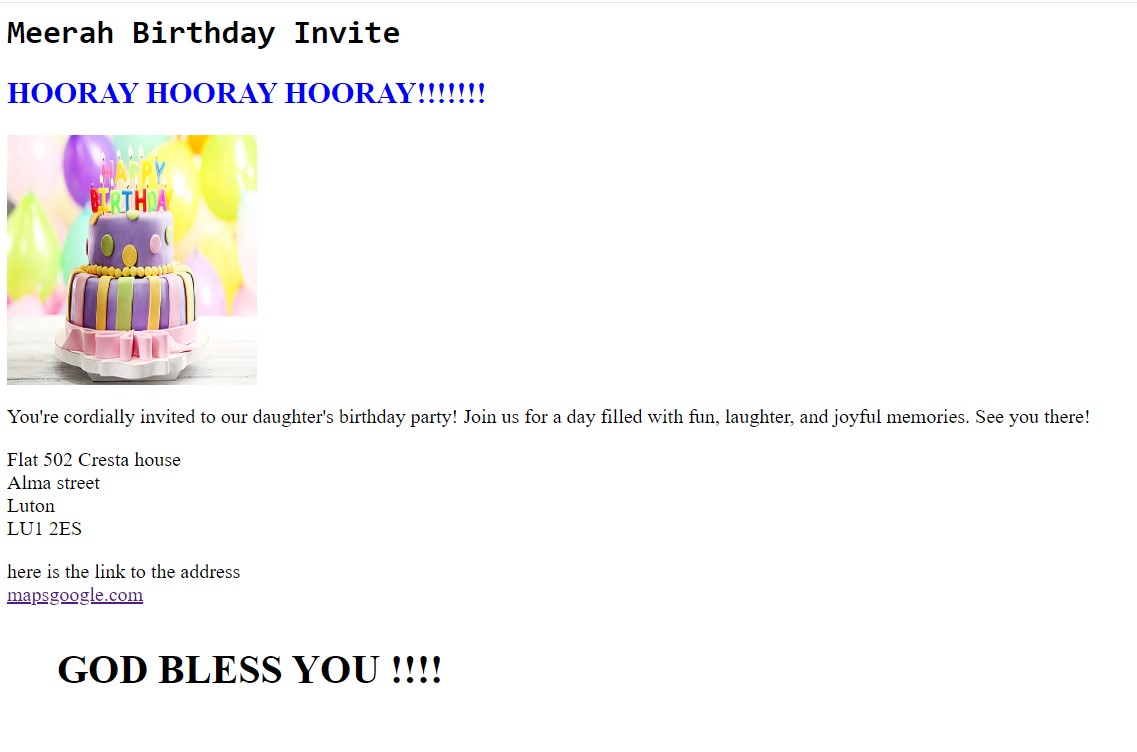 Meerah Birthday Invite
HOORAY HOORAY HOORAY!!!!!!!
HAPPY
BIRTHDAY
You're cordially invited to our daughter's birthday party! Join us for a day filled with fun, laughter, and joyful memories. See you there!
Flat 502 Cresta house
Alma street
Luton
LU1 2ES
here is the link to the address
mapsgoogle.com
GOD BLESS YOU !!!!